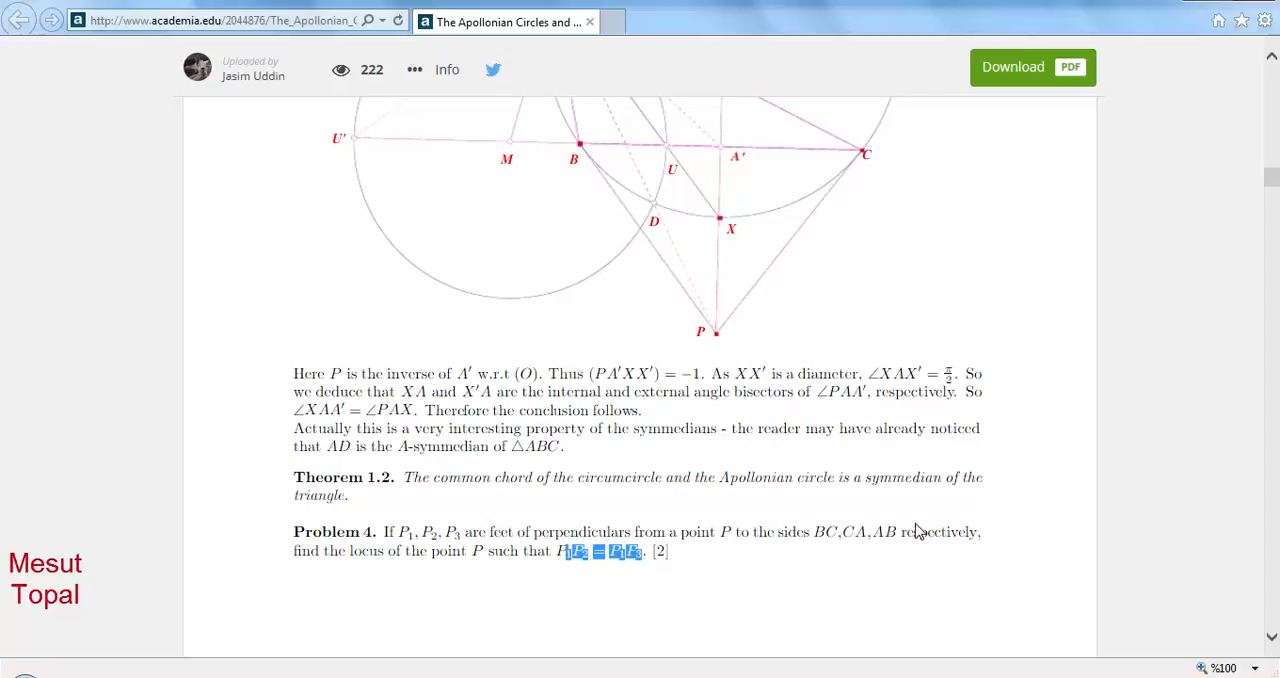 http://www.academia.edu/2044876/The_Apollonian_C
The Apollonian Circles and ...
Uploaded by
Jasim Uddin
222
Info
Download PDF
U'
M
B
U
A'
C
D
X
P
Here P is the inverse of A' w.r.t (O). Thus (PA'XX') = −1. As XX' is a diameter, ∠XAX' = π/2. So
we deduce that XA and X'A are the internal and external angle bisectors of ∠PAA', respectively. So
∠XAA' = ∠PAX. Therefore the conclusion follows.
Actually this is a very interesting property of the symmedians - the reader may have already noticed
that AD is the A-symmedian of △ABC.
Theorem 1.2. The common chord of the circumcircle and the Apollonian circle is a symmedian of the
triangle.
Problem 4. If P₁, P₂, P₃ are feet of perpendiculars from a point P to the sides BC, CA, AB respectively,
find the locus of the point P such that P₁P₂ = P₁P₃. [2]
Mesut
Topal
%100